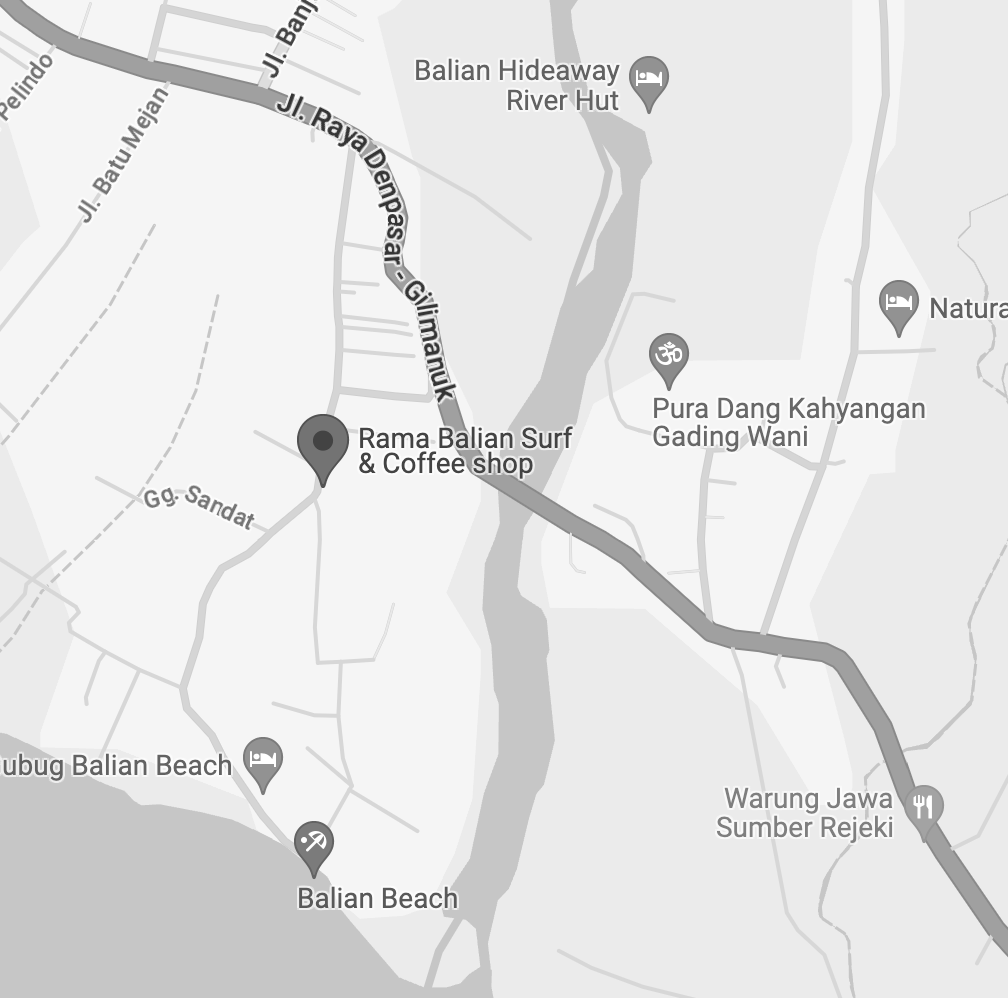 Jl. Banj
Balian Hideaway
River Hut
Pelindo
Jl. Batu Mejan
Jl. Raya Denpasar - Gilimanuk
Natura
Pura Dang Kahyangan
Gading Wani
Rama Balian Surf
& Coffee shop
Gg. Sandat
ubug Balian Beach
Warung Jawa
Sumber Rejeki
Balian Beach